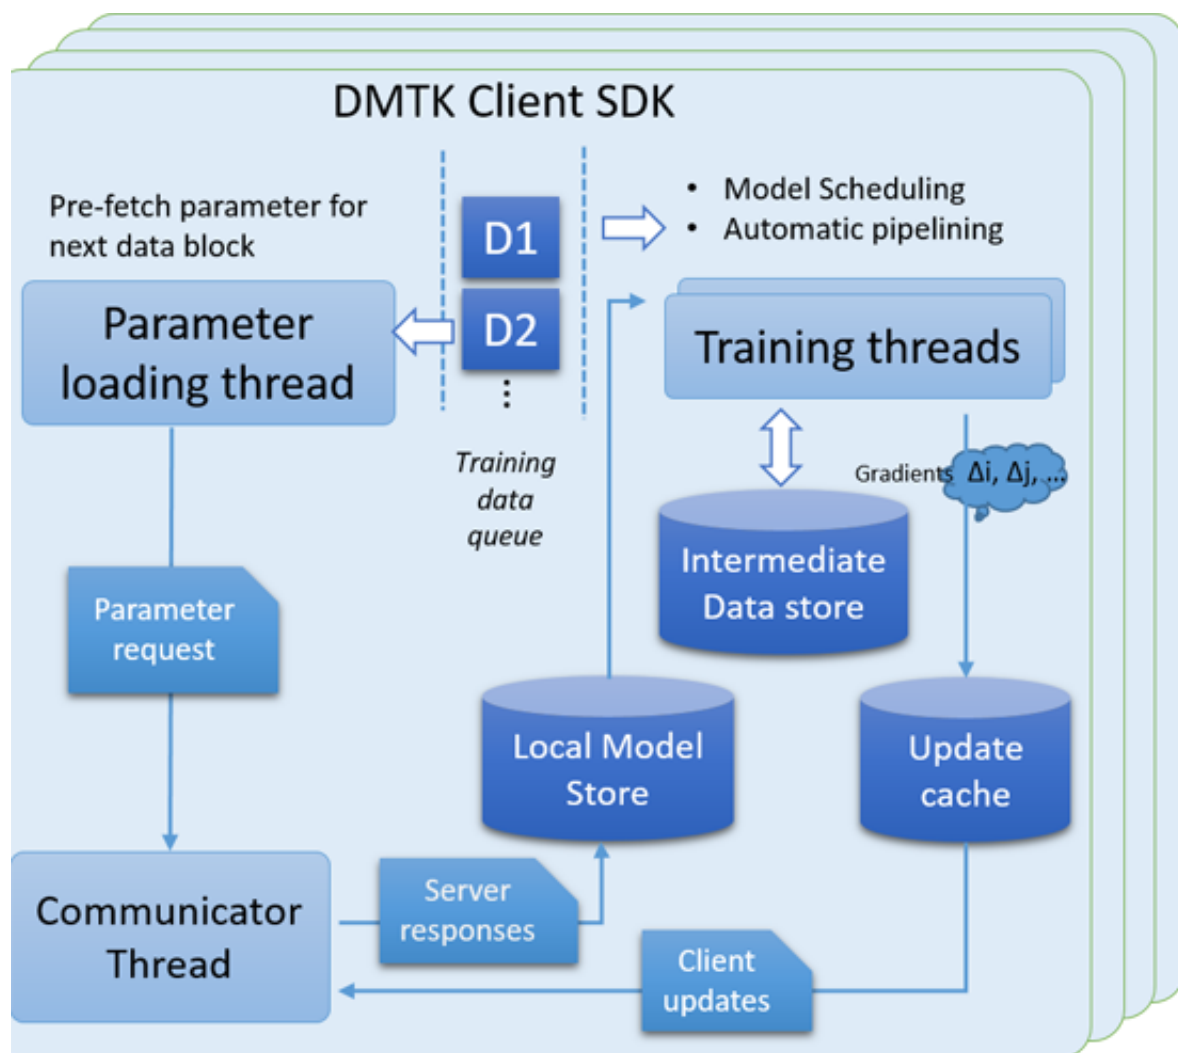 DMTK Client SDK
Pre-fetch parameter for
next data block
D1
D2
⋮
Training
data
queue
• Model Scheduling
• Automatic pipelining
Parameter
loading thread
Training threads
Gradients Δi, Δj, ...
Intermediate
Data store
Parameter
request
Local Model
Store
Update
cache
Communicator
Thread
Server
responses
Client
updates